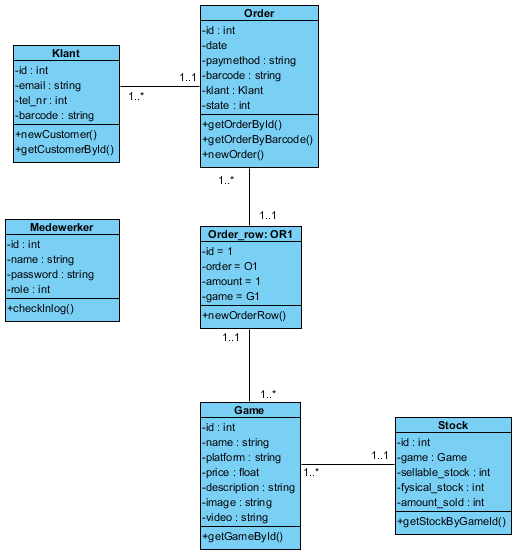 Order
-id : int
-date
-paymethod : string
-barcode : string
-klant : Klant
-state : int
+getOrderById()
+getOrderByBarcode()
+newOrder()
Klant
-id : int
-email : string
-tel_nr : int
-barcode : string
+newCustomer()
+getCustomerById()
1..1
1..*
1..*
1..1
Medewerker
-id : int
-name : string
-password : string
-role : int
+checkInlog()
Order_row: OR1
-id = 1
-order = O1
-amount = 1
-game = G1
+newOrderRow()
1..1
1..*
Game
-id : int
-name : string
-platform : string
-price : float
-description : string
-image : string
-video : string
+getGameById()
1..1
1..*
Stock
-id : int
-game : Game
-sellable_stock : int
-fysical_stock : int
-amount_sold : int
+getStockByGameId()